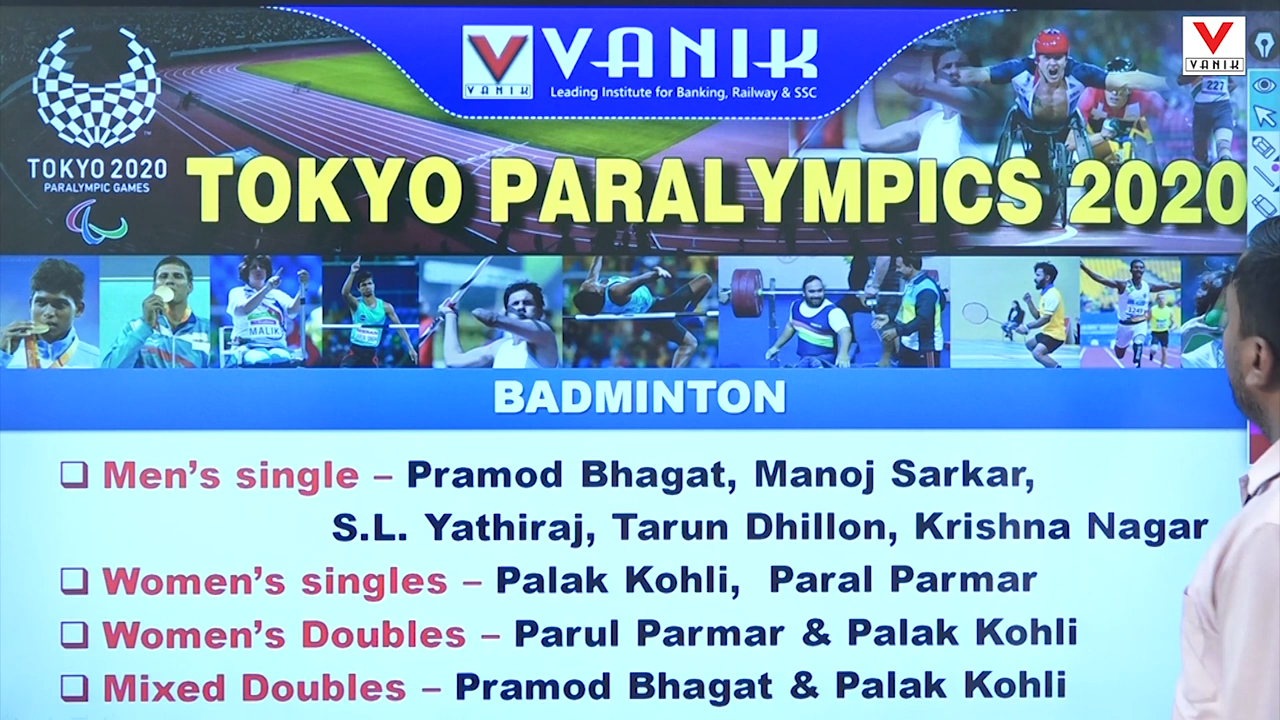 VANIK
VANIK
Leading Institute for Banking, Railway & SSC
VANIK
227
TOKYO 2020
PARALYMPIC GAMES
TOKYO PARALYMPICS 2020
MALIK
BADMINTON
❑ Men's single – Pramod Bhagat, Manoj Sarkar,
S.L. Yathiraj, Tarun Dhillon, Krishna Nagar
❑ Women's singles – Palak Kohli, Paral Parmar
❑ Women's Doubles – Parul Parmar & Palak Kohli
❑ Mixed Doubles – Pramod Bhagat & Palak Kohli